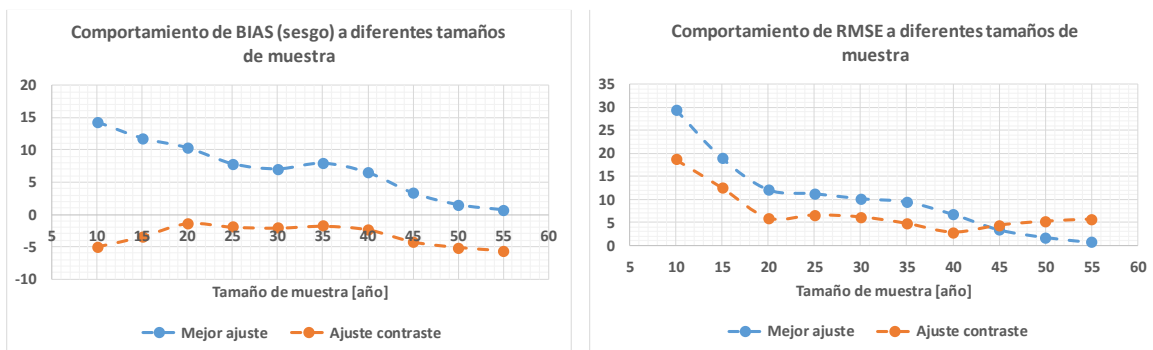 Comportamiento de BIAS (sesgo) a diferentes tamaños
de muestra
20
15
10
5
0
-5
-10
5 10 15 20 25 30 35 40 45 50 55 60
Tamaño de muestra [año]
Mejor ajuste Ajuste contraste
Comportamiento de RMSE a diferentes tamaños de
muestra
35
30
25
20
15
10
5
0
5 10 15 20 25 30 35 40 45 50 55 60
Tamaño de muestra [año]
Mejor ajuste Ajuste contraste